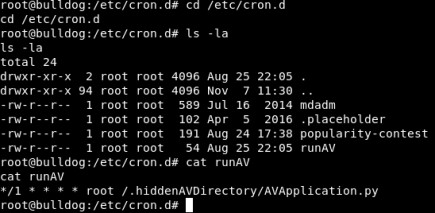 root@bulldog:/etc/cron.d# cd /etc/cron.d
cd /etc/cron.d
root@bulldog:/etc/cron.d# ls -la
ls -la
total 24
drwxr-xr-x  2 root root 4096 Aug 25 22:05 .
drwxr-xr-x 94 root root 4096 Nov  7 11:30 ..
-rw-r--r--  1 root root  589 Jul 16  2014 mdadm
-rw-r--r--  1 root root  102 Apr  5  2016 .placeholder
-rw-r--r--  1 root root  191 Aug 24 17:38 popularity-contest
-rw-r--r--  1 root root   54 Aug 25 22:05 runAV
root@bulldog:/etc/cron.d# cat runAV
cat runAV
*/1 * * * * root /.hiddenAVDirectory/AVApplication.py
root@bulldog:/etc/cron.d#